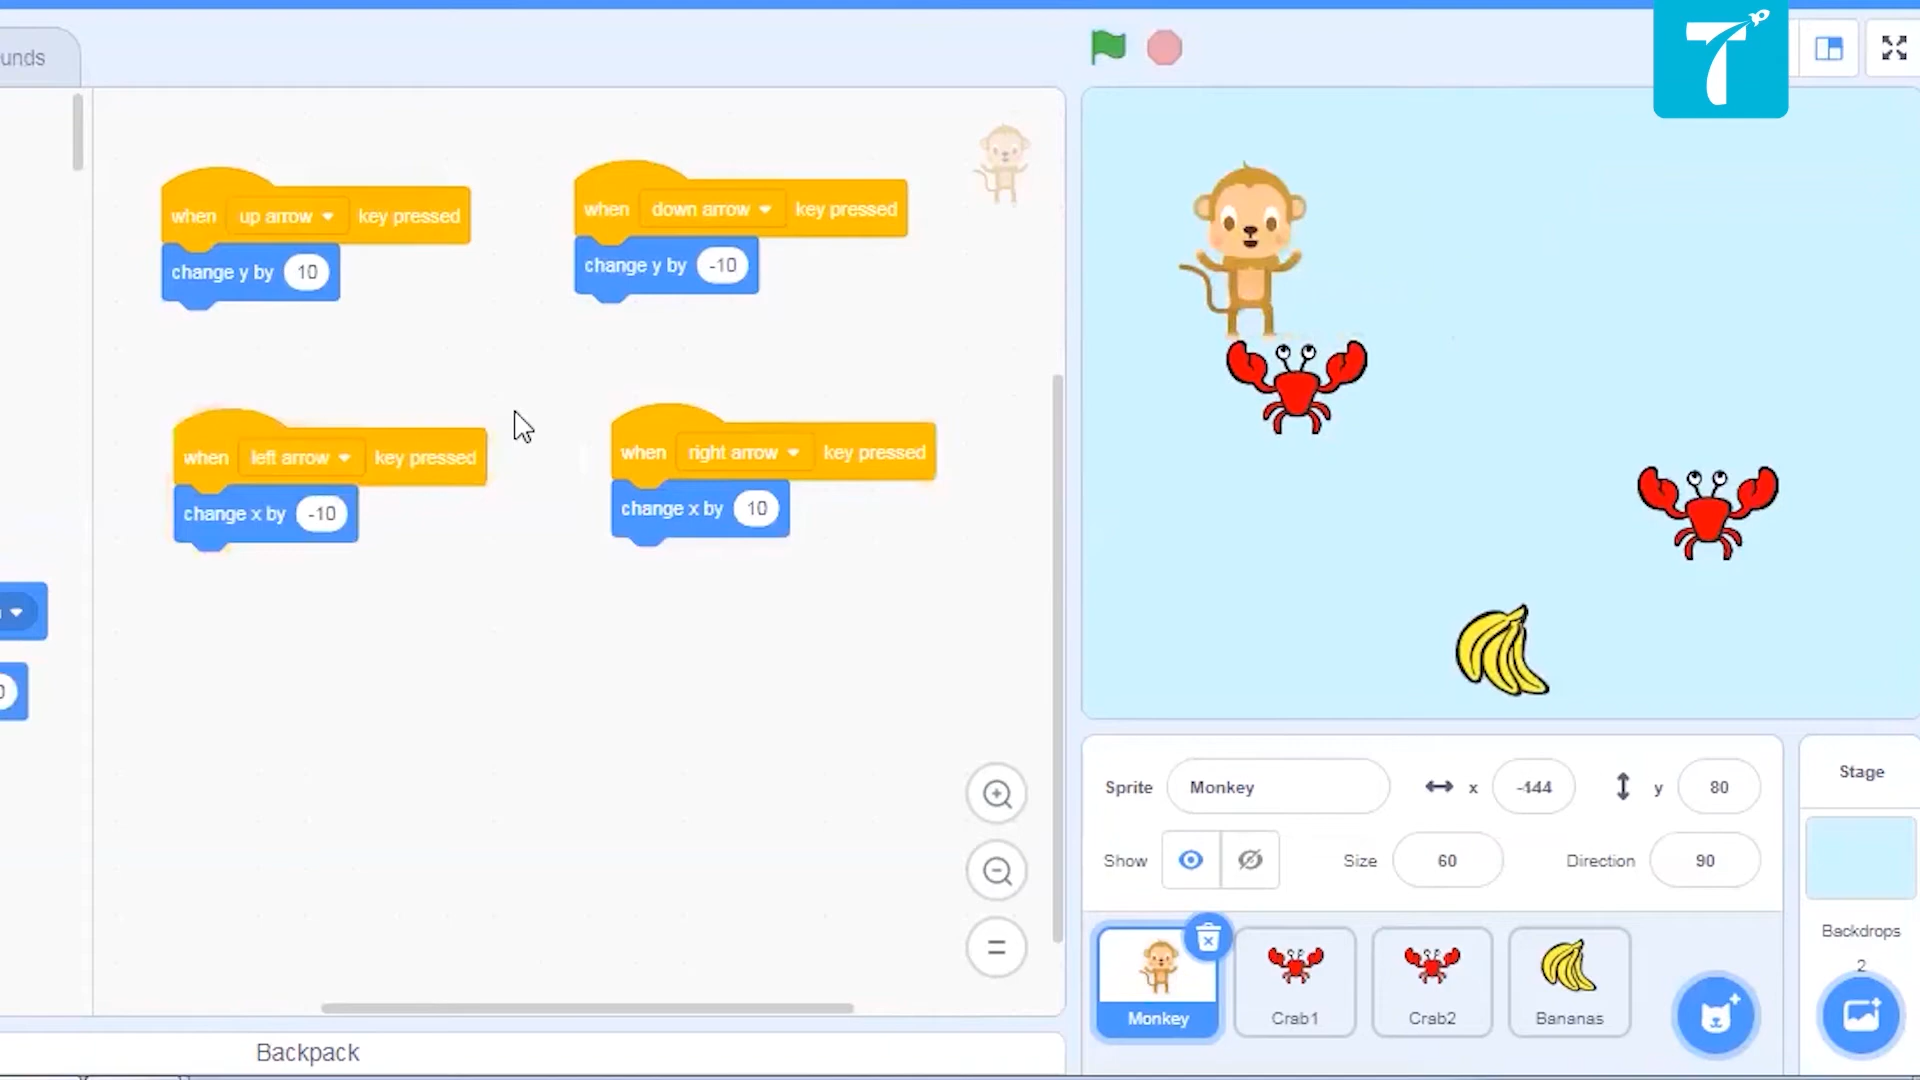 unds
when up arrow key pressed
change y by 10
when down arrow key pressed
change y by -10
when left arrow key pressed
change x by -10
when right arrow key pressed
change x by 10
Backpack
Sprite Monkey x -144 y 80
Show Size 60 Direction 90
Monkey
Crab1
Crab2
Bananas
Stage
Backdrops
2